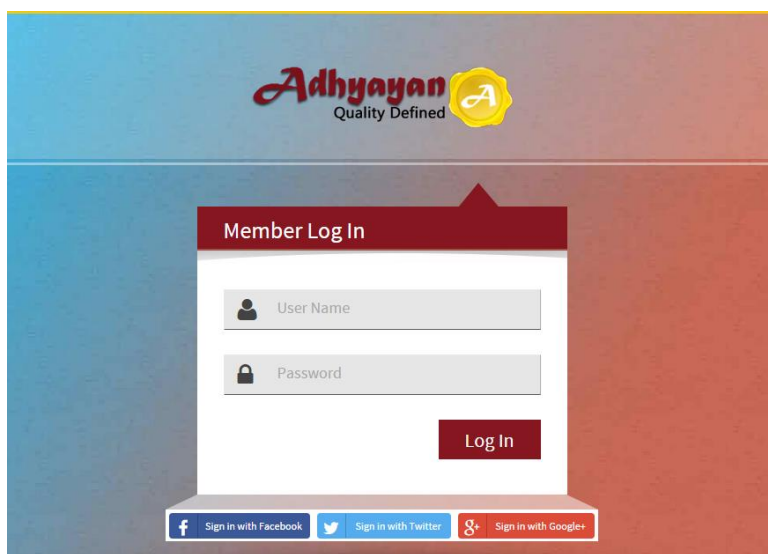 Adhyayan
Quality Defined
A
Member Log In
User Name
Password
Log In
f Sign in with Facebook Sign in with Twitter g+ Sign in with Google+